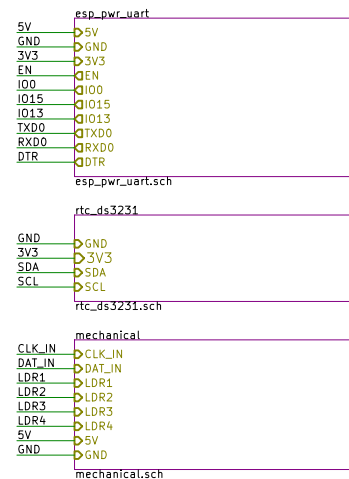 esp_pwr_uart
5V 5V
GND GND
3V3 3V3
EN EN
IO0 IO0
IO15 IO15
IO13 IO13
TXD0 TXD0
RXD0 RXD0
DTR DTR
esp_pwr_uart.sch
rtc_ds3231
GND GND
3V3 3V3
SDA SDA
SCL SCL
rtc_ds3231.sch
mechanical
CLK_IN CLK_IN
DAT_IN DAT_IN
LDR1 LDR1
LDR2 LDR2
LDR3 LDR3
LDR4 LDR4
5V 5V
GND GND
mechanical.sch